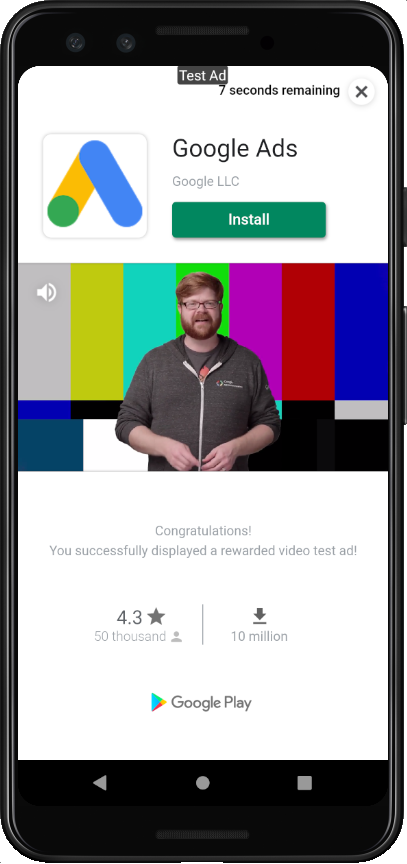 Test Ad
7 seconds remaining
Google Ads
Google LLC
Install
Congratulations!
You successfully displayed a rewarded video test ad!
4.3
50 thousand
10 million
Google Play